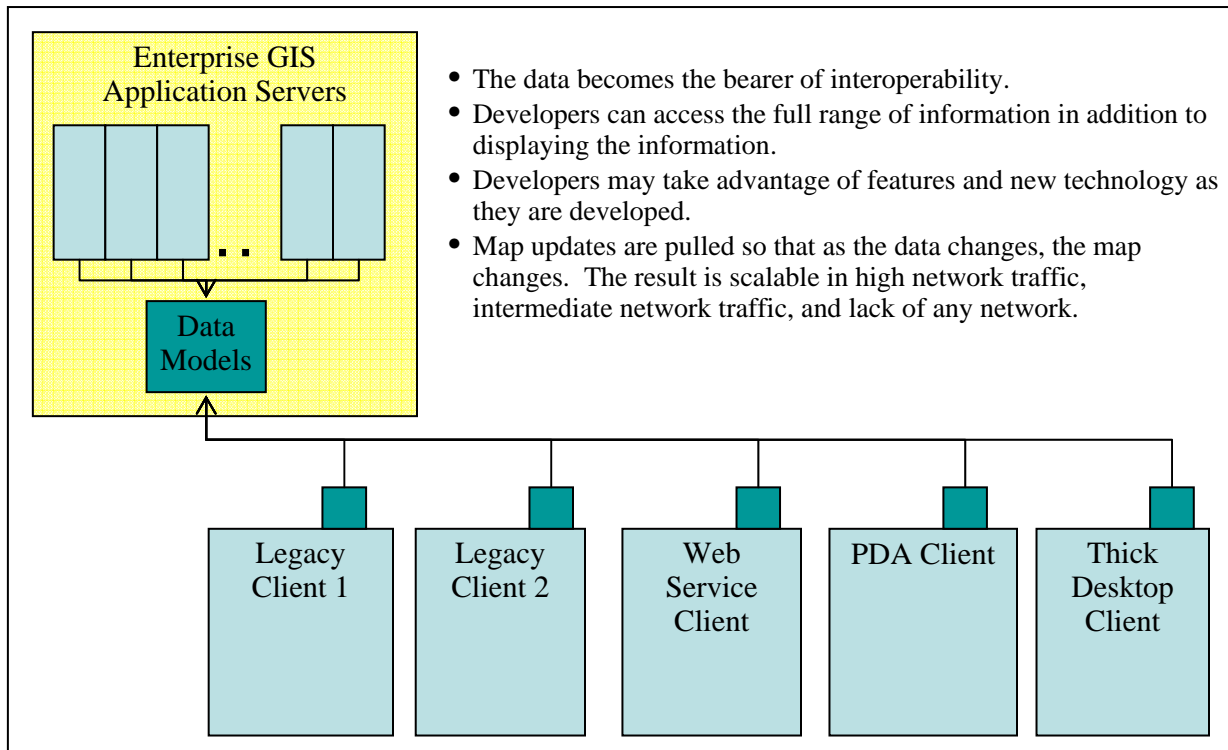 Enterprise GIS
Application Servers
. .
Data
Models
• The data becomes the bearer of interoperability.
• Developers can access the full range of information in addition to
displaying the information.
• Developers may take advantage of features and new technology as
they are developed.
• Map updates are pulled so that as the data changes, the map
changes.  The result is scalable in high network traffic,
intermediate network traffic, and lack of any network.
Legacy
Client 1
Legacy
Client 2
Web
Service
Client
PDA Client
Thick
Desktop
Client